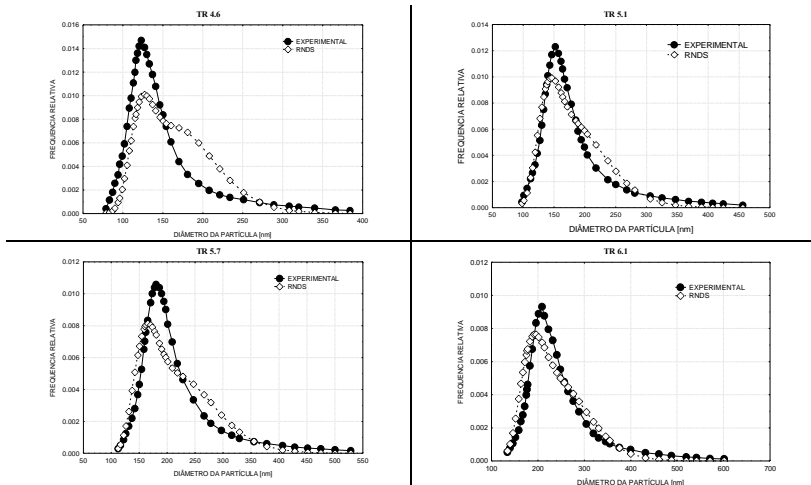 TR 4.6
0.016
0.014
0.012
0.010
0.008
0.006
0.004
0.002
0.000
FREQUENCIA RELATIVA
EXPERIMENTAL
RNDS
50 100 150 200 250 300 350 400
DIÂMETRO DA PARTÍCULA [nm]
TR 5.1
0.014
0.012
0.010
0.008
0.006
0.004
0.002
0.000
FREQUENCIA RELATIVA
EXPERIMENTAL
RNDS
50 100 150 200 250 300 350 400 450 500
DIÂMETRO DA PARTÍCULA [nm]
TR 5.7
0.012
0.010
0.008
0.006
0.004
0.002
0.000
FREQUENCIA RELATIVA
EXPERIMENTAL
RNDS
50 100 150 200 250 300 350 400 450 500 550
DIÂMETRO DA PARTÍCULA [nm]
TR 6.1
0.012
0.010
0.008
0.006
0.004
0.002
0.000
FREQUENCIA RELATIVA
EXPERIMENTAL
RNDS
100 200 300 400 500 600 700
DIÂMETRO DA PARTÍCULA [nm]